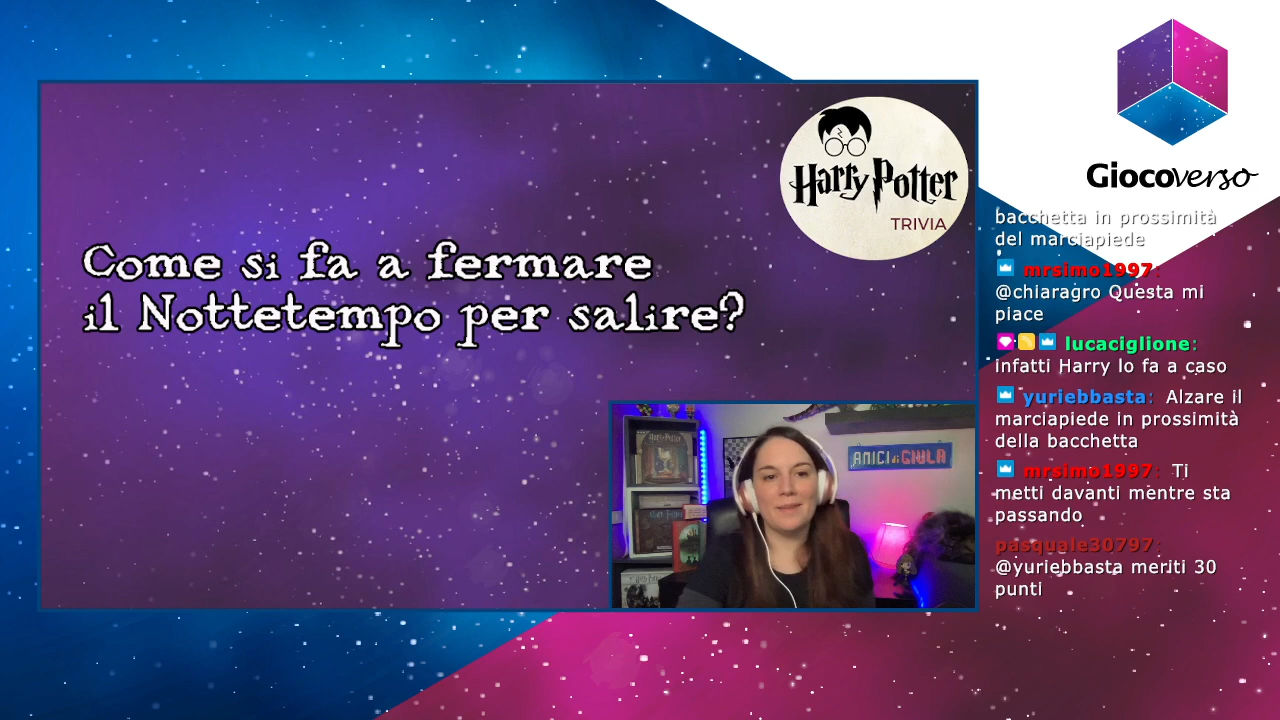 Come si fa a fermare
il Nottetempo per salire?
Harry Potter
TRIVIA
Giocoverso
AMICI di GIULA
bacchetta in prossimità
del marciapiede
mrsimo1997:
@chiaragro Questa mi
piace
lucaciglione:
infatti Harry lo fa a caso
yuriebbasta: Alzare il
marciapiede in prossimità
della bacchetta
mrsimo1997: Ti
metti davanti mentre sta
passando
pasquale30797:
@yuriebbasta meriti 30
punti